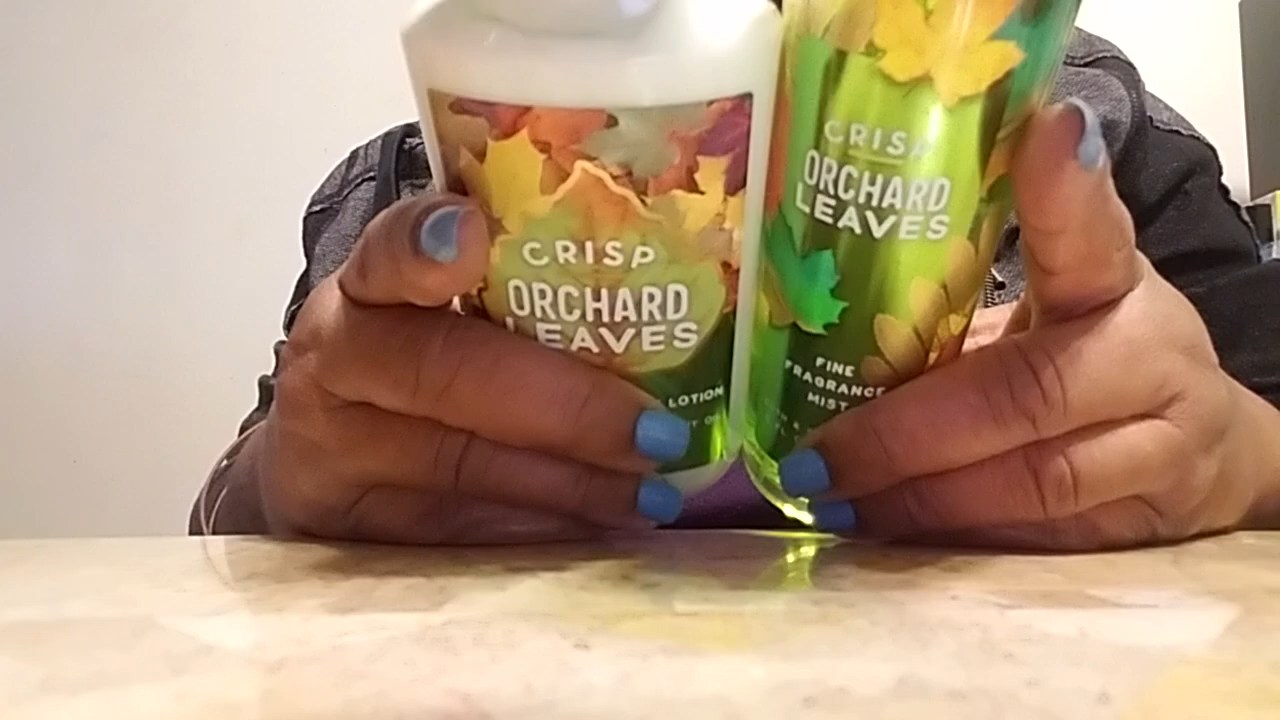 CRISP
ORCHARD
LEAVES
LOTION
CRISP
ORCHARD
LEAVES
FINE
FRAGRANCE
MIST